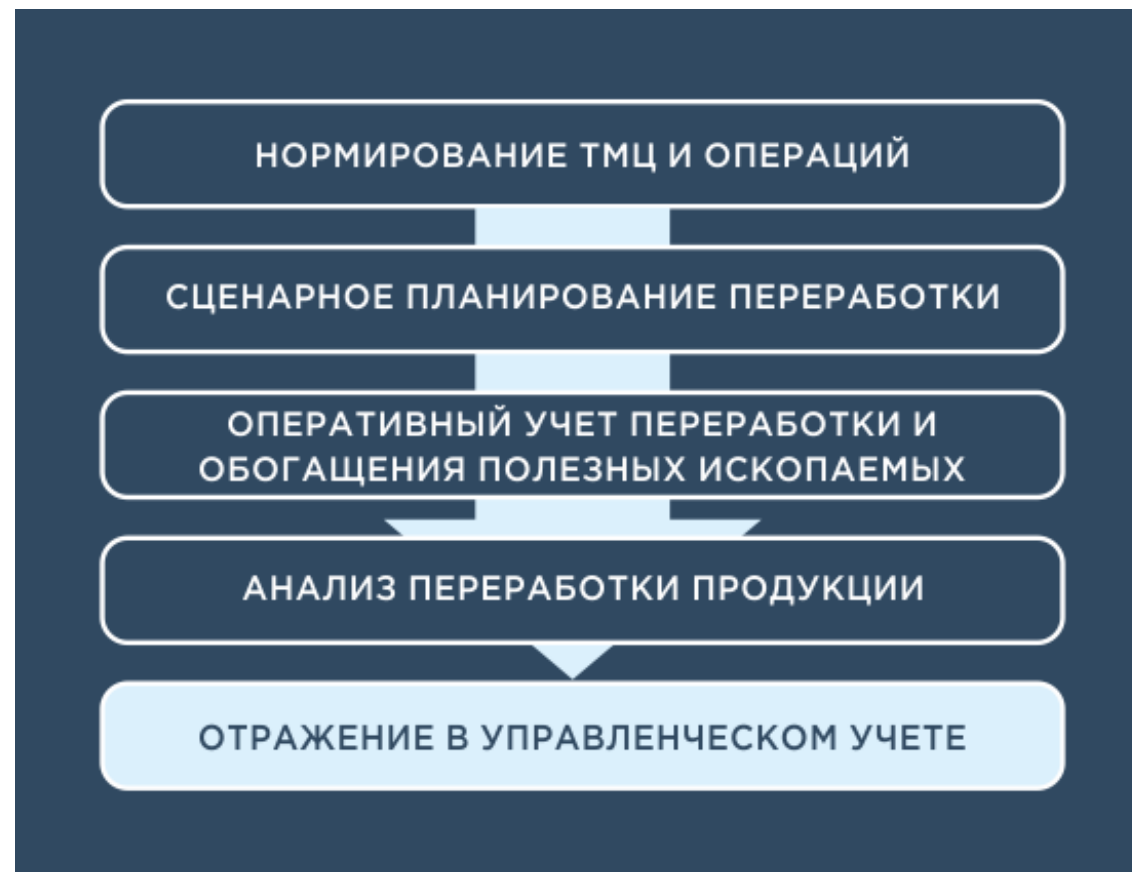 НОРМИРОВАНИЕ ТМЦ И ОПЕРАЦИЙ
СЦЕНАРНОЕ ПЛАНИРОВАНИЕ ПЕРЕРАБОТКИ
ОПЕРАТИВНЫЙ УЧЕТ ПЕРЕРАБОТКИ И
ОБОГАЩЕНИЯ ПОЛЕЗНЫХ ИСКОПАЕМЫХ
АНАЛИЗ ПЕРЕРАБОТКИ ПРОДУКЦИИ
ОТРАЖЕНИЕ В УПРАВЛЕНЧЕСКОМ УЧЕТЕ